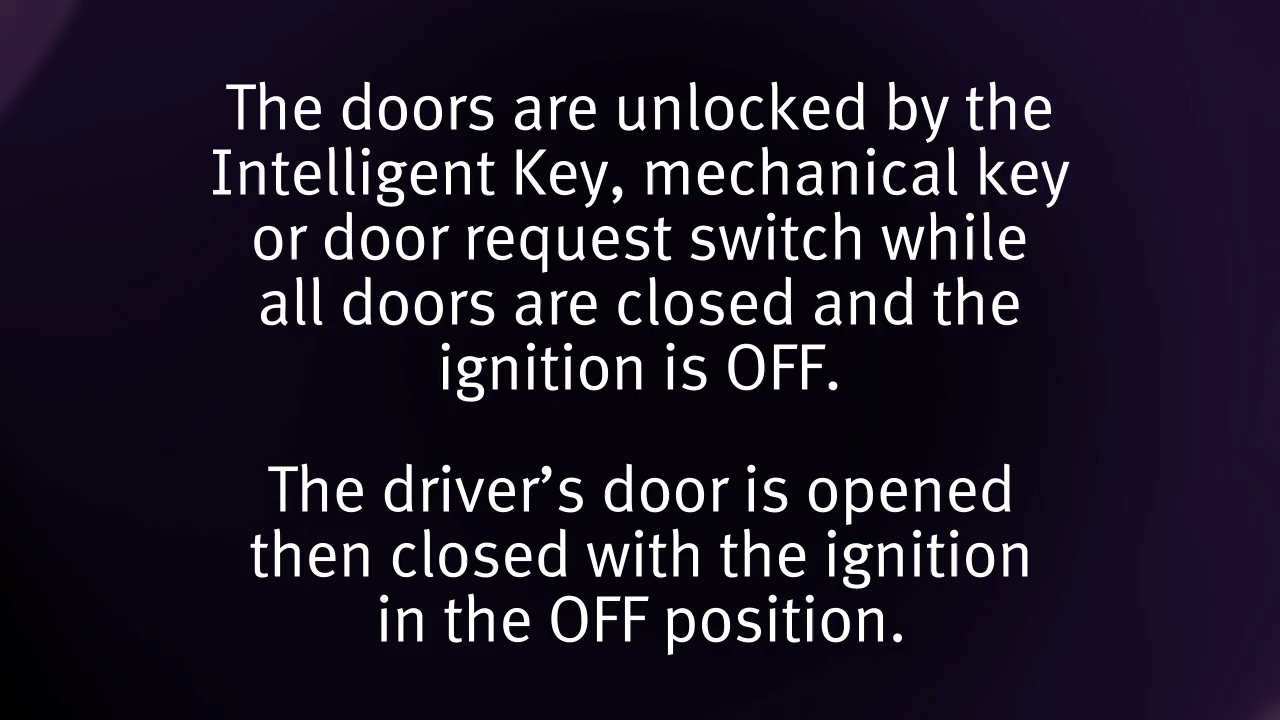 The doors are unlocked by the
Intelligent Key, mechanical key
or door request switch while
all doors are closed and the
ignition is OFF.
The driver’s door is opened
then closed with the ignition
in the OFF position.